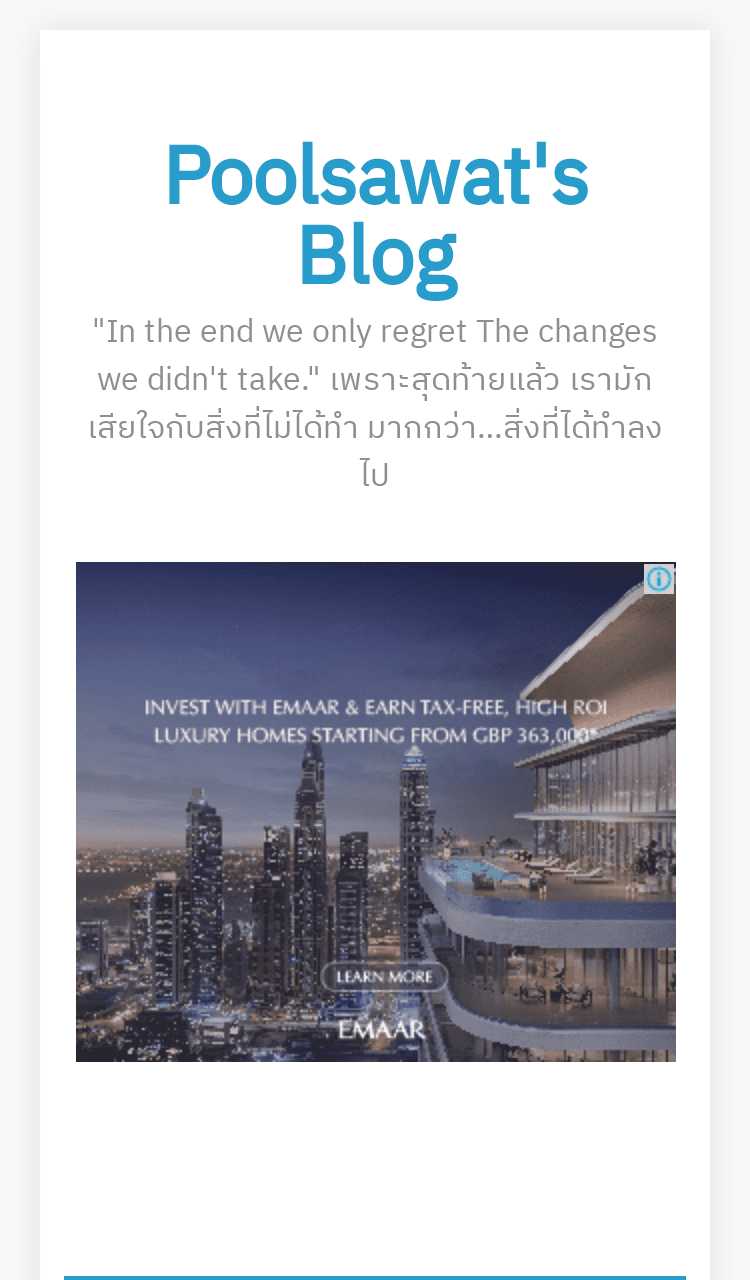 Poolsawat's
Blog
"In the end we only regret The changes
we didn't take." เพราะสุดท้ายแล้ว เรามัก
เสียใจกับสิ่งที่ไม่ได้ทำ มากกว่า...สิ่งที่ได้ทำลง
ไป
INVEST WITH EMAAR & EARN TAX-FREE, HIGH ROI
LUXURY HOMES STARTING FROM GBP 363,000*
LEARN MORE
EMAAR